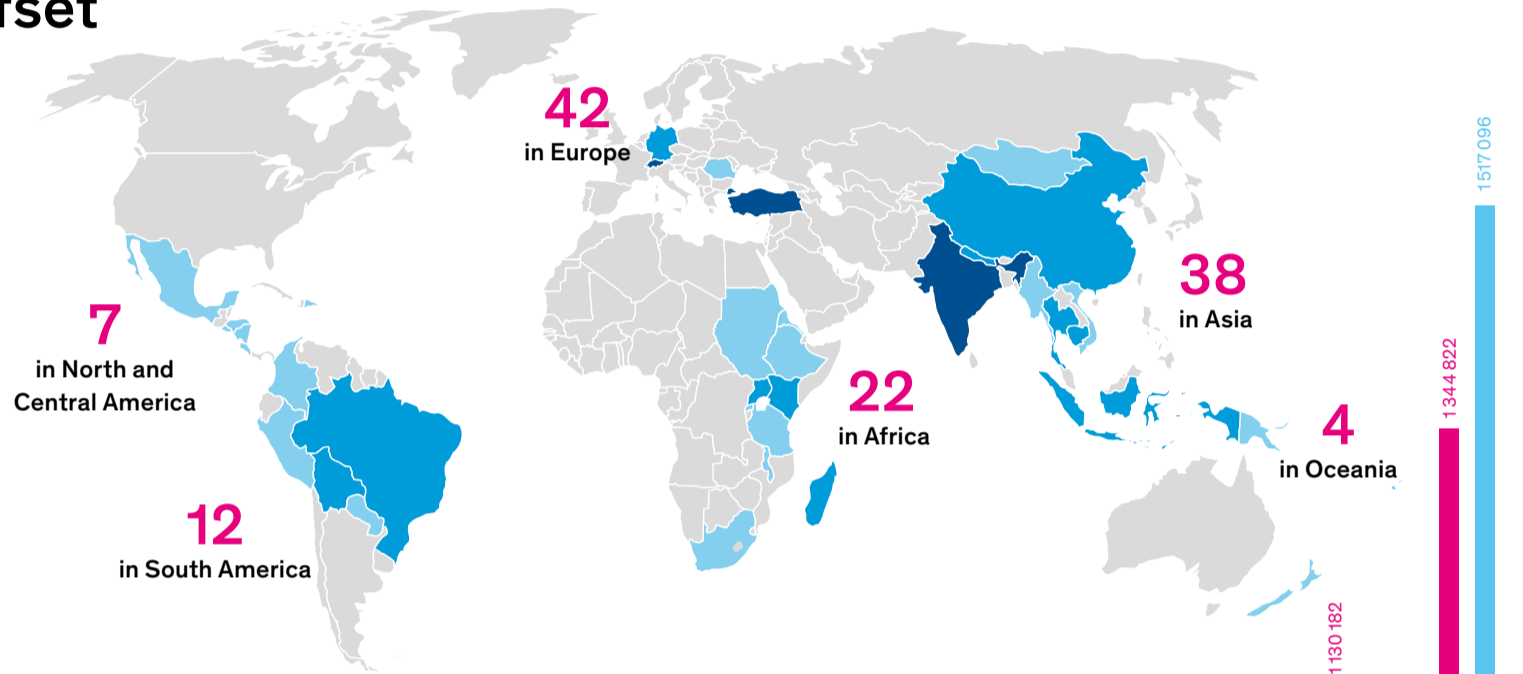 42
in Europe
38
in Asia
7
in North and
Central America
22
in Africa
4
in Oceania
12
in South America
1 130 182
1 344 822
1 517 096